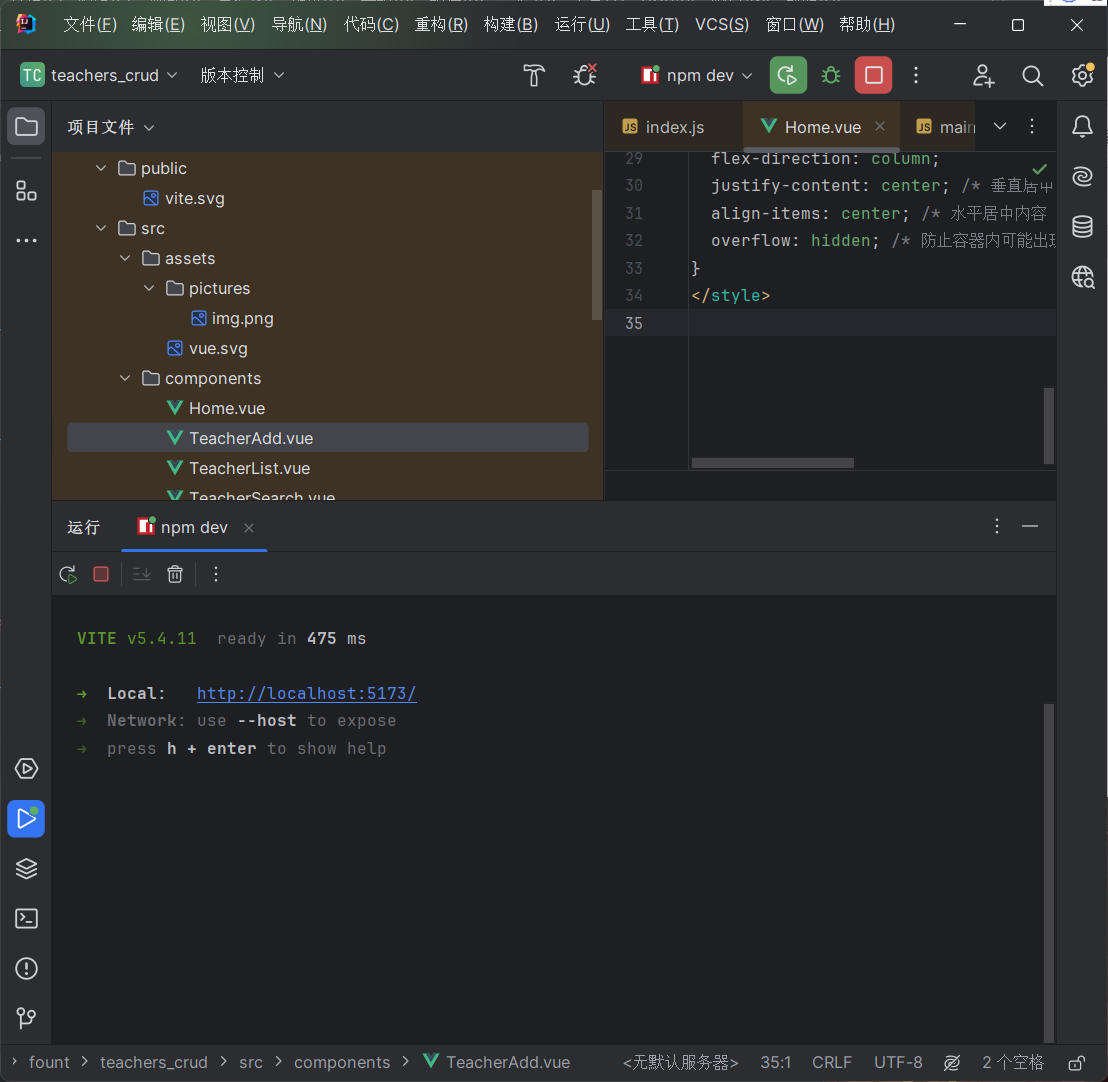 文件(F) 编辑(E) 视图(V) 导航(N) 代码(C) 重构(R) 构建(B) 运行(U) 工具(T) VCS(S) 窗口(W) 帮助(H)
TC teachers_crud 版本控制 npm dev
项目文件
index.js Home.vue main
public
vite.svg
src
assets
pictures
img.png
vue.svg
components
Home.vue
TeacherAdd.vue
TeacherList.vue
TeacherSearch.vue
29 flex-direction: column;
30 justify-content: center; /* 垂直居中
31 align-items: center; /* 水平居中内容
32 overflow: hidden; /* 防止容器内可能出现
33 }
34 </style>
35
运行 npm dev
VITE v5.4.11 ready in 475 ms
➜ Local: http://localhost:5173/
➜ Network: use --host to expose
➜ press h + enter to show help
fount > teachers_crud > src > components > TeacherAdd.vue <无默认服务器> 35:1 CRLF UTF-8 2 个空格